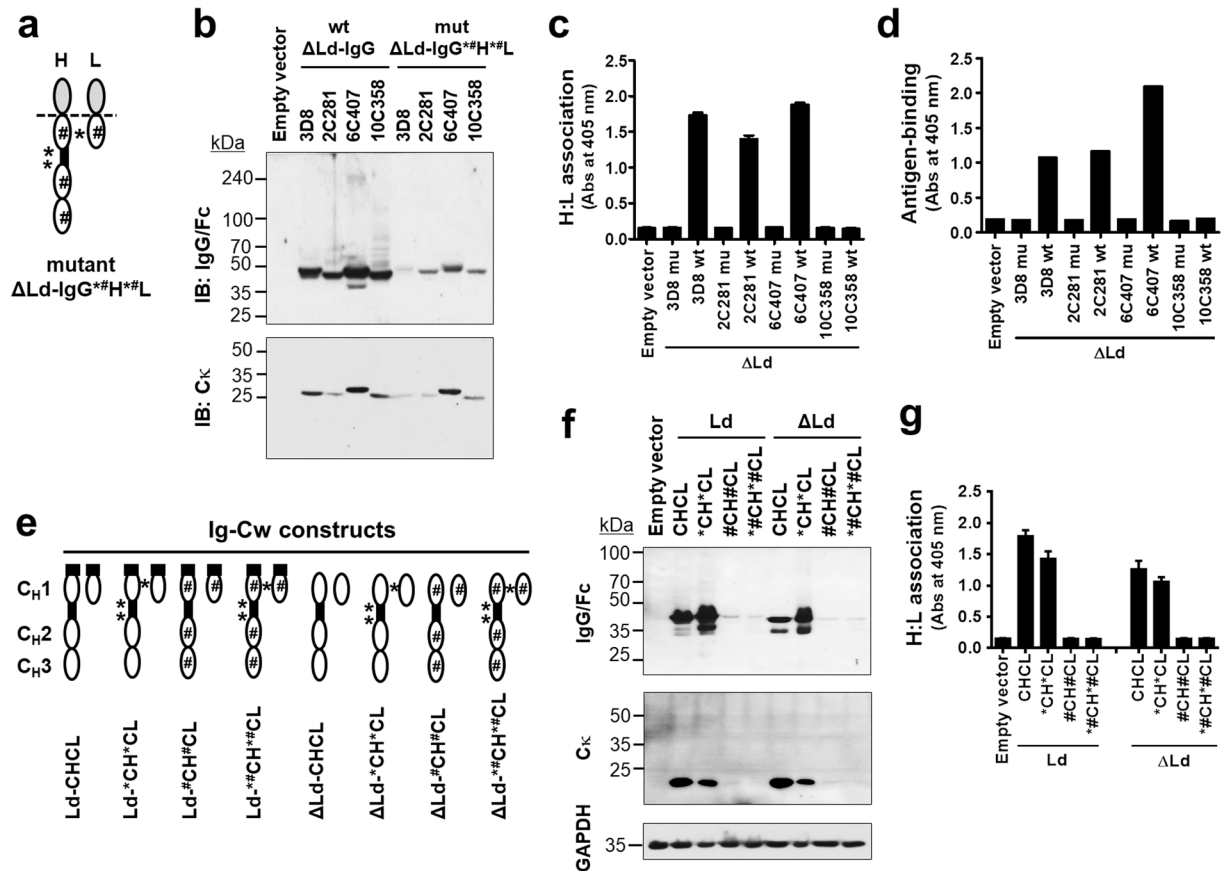 a
H L
# #
*
* *
#
#
mutant
ΔLd-IgG*#H*#L
b
wt mut
ΔLd-IgG ΔLd-IgG*#H*#L
Empty vector
3D8
2C281
6C407
10C358
3D8
2C281
6C407
10C358
kDa
240
100
70
50
35
25
IB: IgG/Fc
50
35
25
IB: Cκ
c
H:L association
(Abs at 405 nm)
2.5
2.0
1.5
1.0
0.5
0.0
Empty vector
3D8 mu
3D8 wt
2C281 mu
2C281 wt
6C407 mu
6C407 wt
10C358 mu
10C358 wt
ΔLd
d
Antigen-binding
(Abs at 405 nm)
2.5
2.0
1.5
1.0
0.5
0.0
Empty vector
3D8 mu
3D8 wt
2C281 mu
2C281 wt
6C407 mu
6C407 wt
10C358 mu
10C358 wt
ΔLd
e
Ig-Cw constructs
CH1
CH2
CH3
* # # # * # * # # # * #
* * * * * * * *
# # # #
# # # #
Ld-CHCL
Ld-*CH*CL
Ld-#CH#CL
Ld-*#CH*#CL
ΔLd-CHCL
ΔLd-*CH*CL
ΔLd-#CH#CL
ΔLd-*#CH*#CL
f
Ld ΔLd
Empty vector
CHCL
*CH*CL
#CH#CL
*#CH*#CL
CHCL
*CH*CL
#CH#CL
*#CH*#CL
kDa
100
70
50
35
25
IgG/Fc
50
35
25
Cκ
35
GAPDH
g
H:L association
(Abs at 405 nm)
2.5
2.0
1.5
1.0
0.5
0.0
Empty vector
CHCL
*CH*CL
#CH#CL
*#CH*#CL
CHCL
*CH*CL
#CH#CL
*#CH*#CL
Ld ΔLd